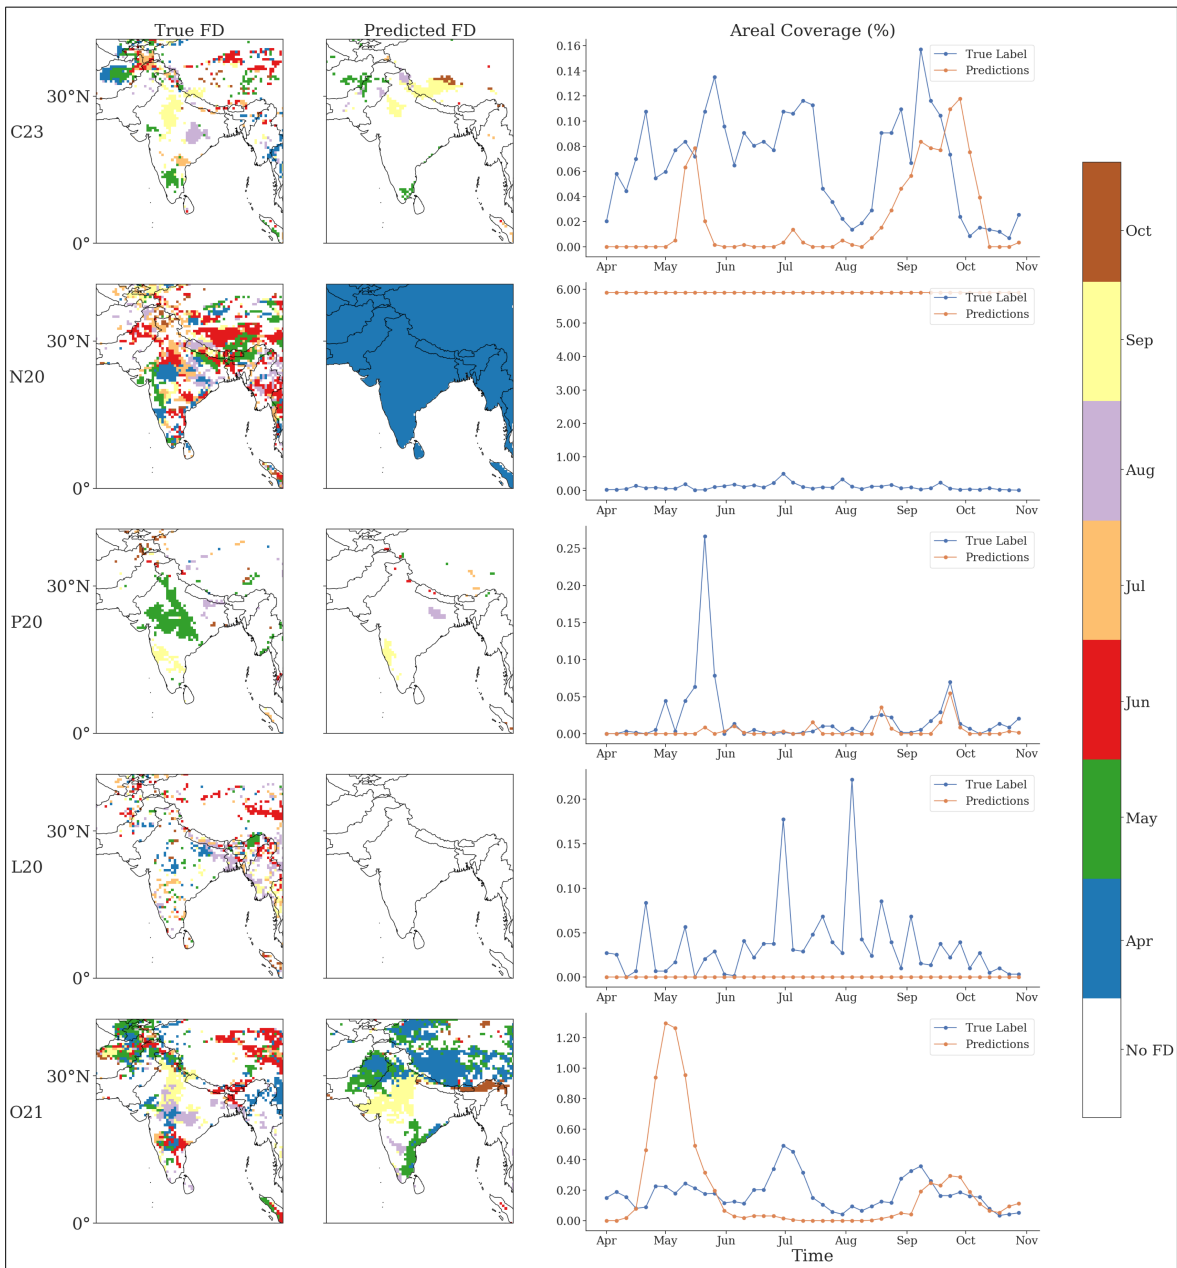 True FD
Predicted FD
Areal Coverage (%)
C23
30°N
0°
0.16
0.14
0.12
0.10
0.08
0.06
0.04
0.02
0.00
True Label
Predictions
Apr May Jun Jul Aug Sep Oct Nov
N20
30°N
0°
6.00
5.00
4.00
3.00
2.00
1.00
0.00
True Label
Predictions
Apr May Jun Jul Aug Sep Oct Nov
P20
30°N
0°
0.25
0.20
0.15
0.10
0.05
0.00
True Label
Predictions
Apr May Jun Jul Aug Sep Oct Nov
L20
30°N
0°
0.20
0.15
0.10
0.05
0.00
True Label
Predictions
Apr May Jun Jul Aug Sep Oct Nov
O21
30°N
0°
1.20
1.00
0.80
0.60
0.40
0.20
0.00
True Label
Predictions
Apr May Jun Jul Aug Sep Oct Nov
Time
Oct
Sep
Aug
Jul
Jun
May
Apr
No FD